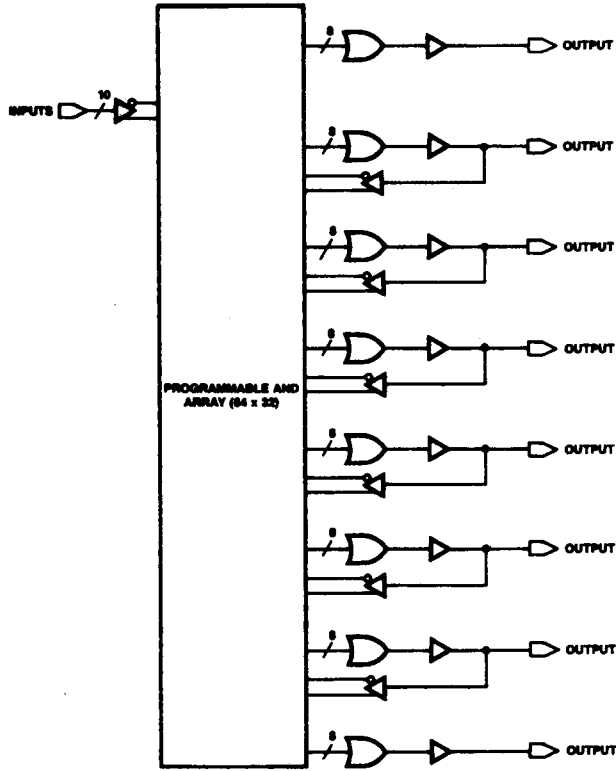 8
OUTPUT
10
INPUTS
8
OUTPUT
8
OUTPUT
8
OUTPUT
PROGRAMMABLE AND
ARRAY (64 x 32)
8
OUTPUT
8
OUTPUT
8
OUTPUT
8
OUTPUT